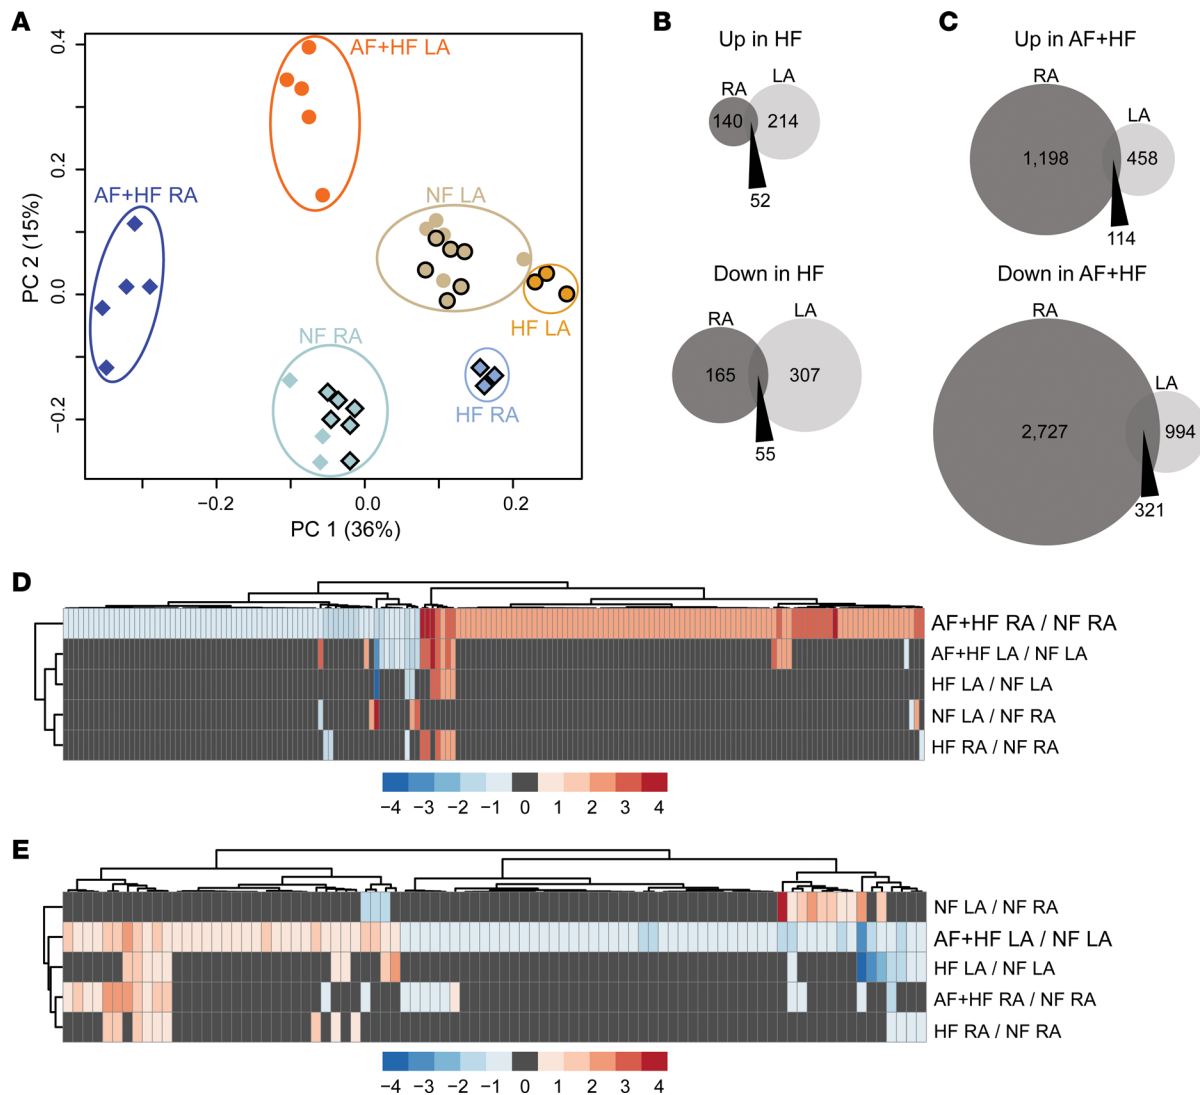 A
AF+HF LA
AF+HF RA
NF LA
HF LA
NF RA
HF RA
0.4
0.2
0.0
−0.2
PC 2 (15%)
−0.2
0.0
0.2
PC 1 (36%)
B
Up in HF
RA
LA
140
214
52
Down in HF
RA
LA
165
307
55
C
Up in AF+HF
RA
LA
1,198
458
114
Down in AF+HF
RA
LA
2,727
994
321
D
AF+HF RA / NF RA
AF+HF LA / NF LA
HF LA / NF LA
NF LA / NF RA
HF RA / NF RA
−4 −3 −2 −1 0 1 2 3 4
E
NF LA / NF RA
AF+HF LA / NF LA
HF LA / NF LA
AF+HF RA / NF RA
HF RA / NF RA
−4 −3 −2 −1 0 1 2 3 4